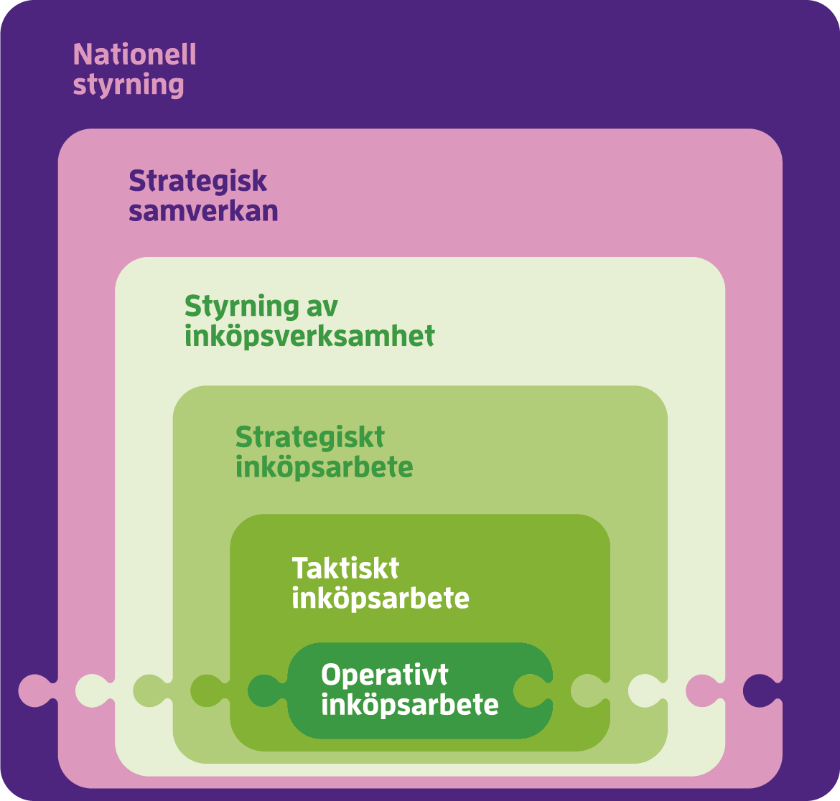 Nationell
styrning
Strategisk
samverkan
Styrning av
inköpsverksamhet
Strategiskt
inköpsarbete
Taktiskt
inköpsarbete
Operativt
inköpsarbete